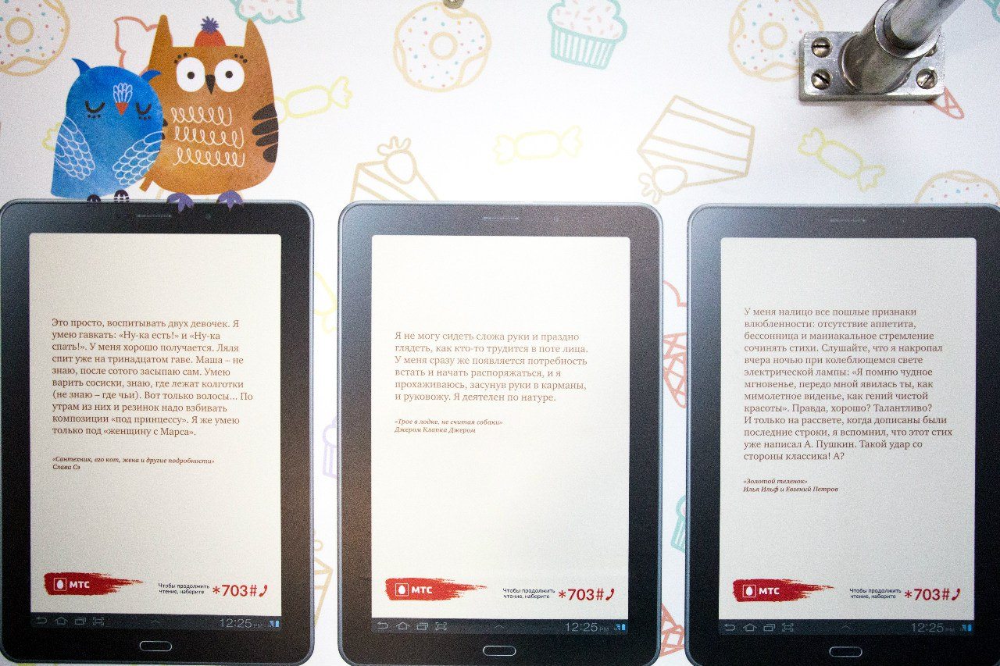 Это просто, воспитывать двух девочек. Я
умею гавкать: «Ну-ка есть!» и «Ну-ка
спать!». У меня хорошо получается. Ляля
спит уже на тринадцатом гаве. Маша – не
знаю, после сотого засыпаю сам. Умею
варить сосиски, знаю, где лежат колготки
(не знаю – где чьи). Вот только волосы... По
утрам из них и резинок надо взбивать
композиции «под принцессу». Я же умею
только под «женщину с Марса».
«Сантехник, его кот, жена и другие подробности»
Слава Сэ
МТС
Чтобы продолжить
чтение, наберите
*703#
12:25 PM
Я не могу сидеть сложа руки и праздно
глядеть, как кто-то трудится в поте лица.
У меня сразу же появляется потребность
встать и начать распоряжаться, и я
прохаживаюсь, засунув руки в карманы,
и руковожу. Я деятелен по натуре.
«Трое в лодке, не считая собаки»
Джером Клапка Джером
МТС
Чтобы продолжить
чтение, наберите
*703#
12:25 PM
У меня налицо все пошлые признаки
влюбленности: отсутствие аппетита,
бессонница и маниакальное стремление
сочинять стихи. Слушайте, что я накропал
вчера ночью при колеблющемся свете
электрической лампы: «Я помню чудное
мгновенье, передо мной явилась ты, как
мимолетное виденье, как гений чистой
красоты». Правда, хорошо? Талантливо?
И только на рассвете, когда дописаны были
последние строки, я вспомнил, что этот стих
уже написал А. Пушкин. Такой удар со
стороны классика! А?
«Золотой теленок»
Илья Ильф и Евгений Петров
МТС
Чтобы продолжить
чтение, наберите
*703#
12:25 PM